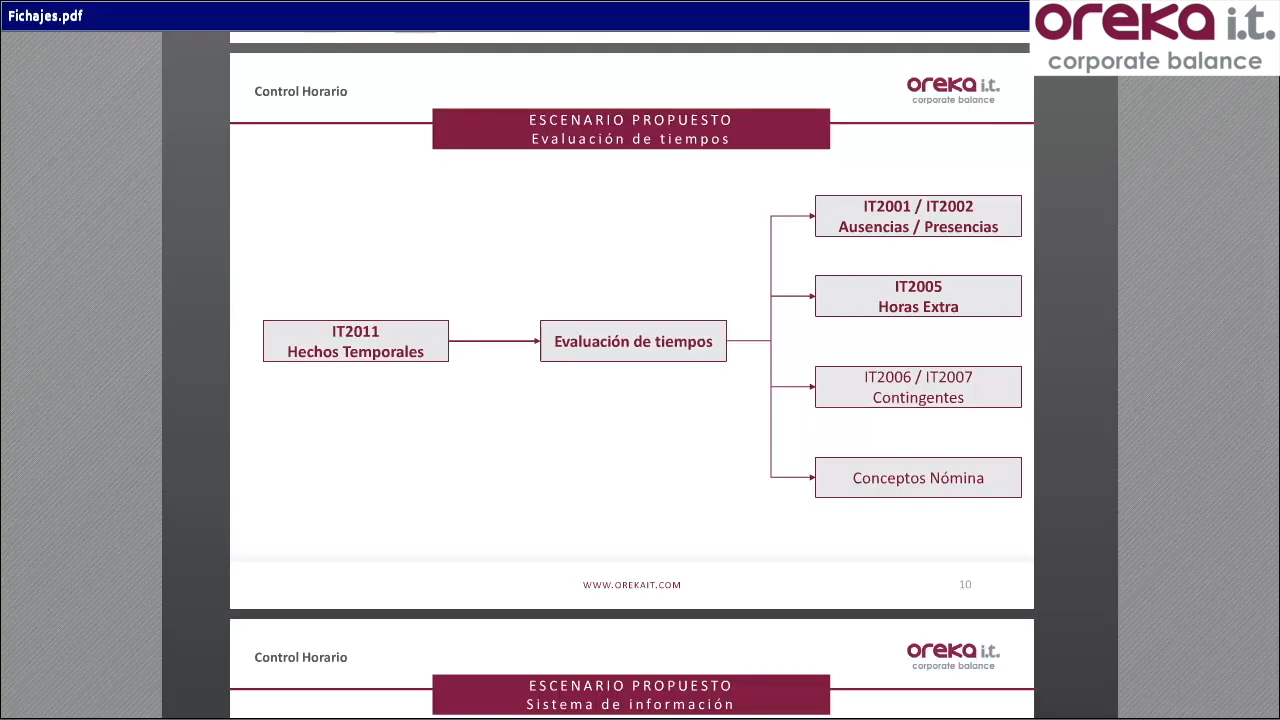 Fichajes.pdf
oreka i.t.
corporate balance
Control Horario
oreka i.t.
corporate balance
ESCENARIO PROPUESTO
Evaluación de tiempos
IT2001 / IT2002
Ausencias / Presencias
IT2005
Horas Extra
IT2011
Hechos Temporales
Evaluación de tiempos
IT2006 / IT2007
Contingentes
Conceptos Nómina
WWW.OREKAIT.COM
10
Control Horario
oreka i.t.
corporate balance
ESCENARIO PROPUESTO
Sistema de información